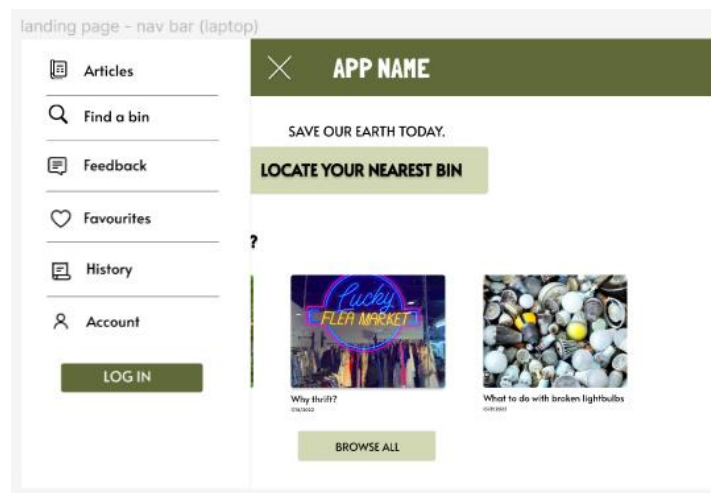 landing page - nav bar (laptop)
Articles
Find a bin
Feedback
Favourites
History
Account
LOG IN
APP NAME
SAVE OUR EARTH TODAY.
LOCATE YOUR NEAREST BIN
?
Lucky
FLEA MARKET
Why thrift?
What to do with broken lightbulbs
BROWSE ALL